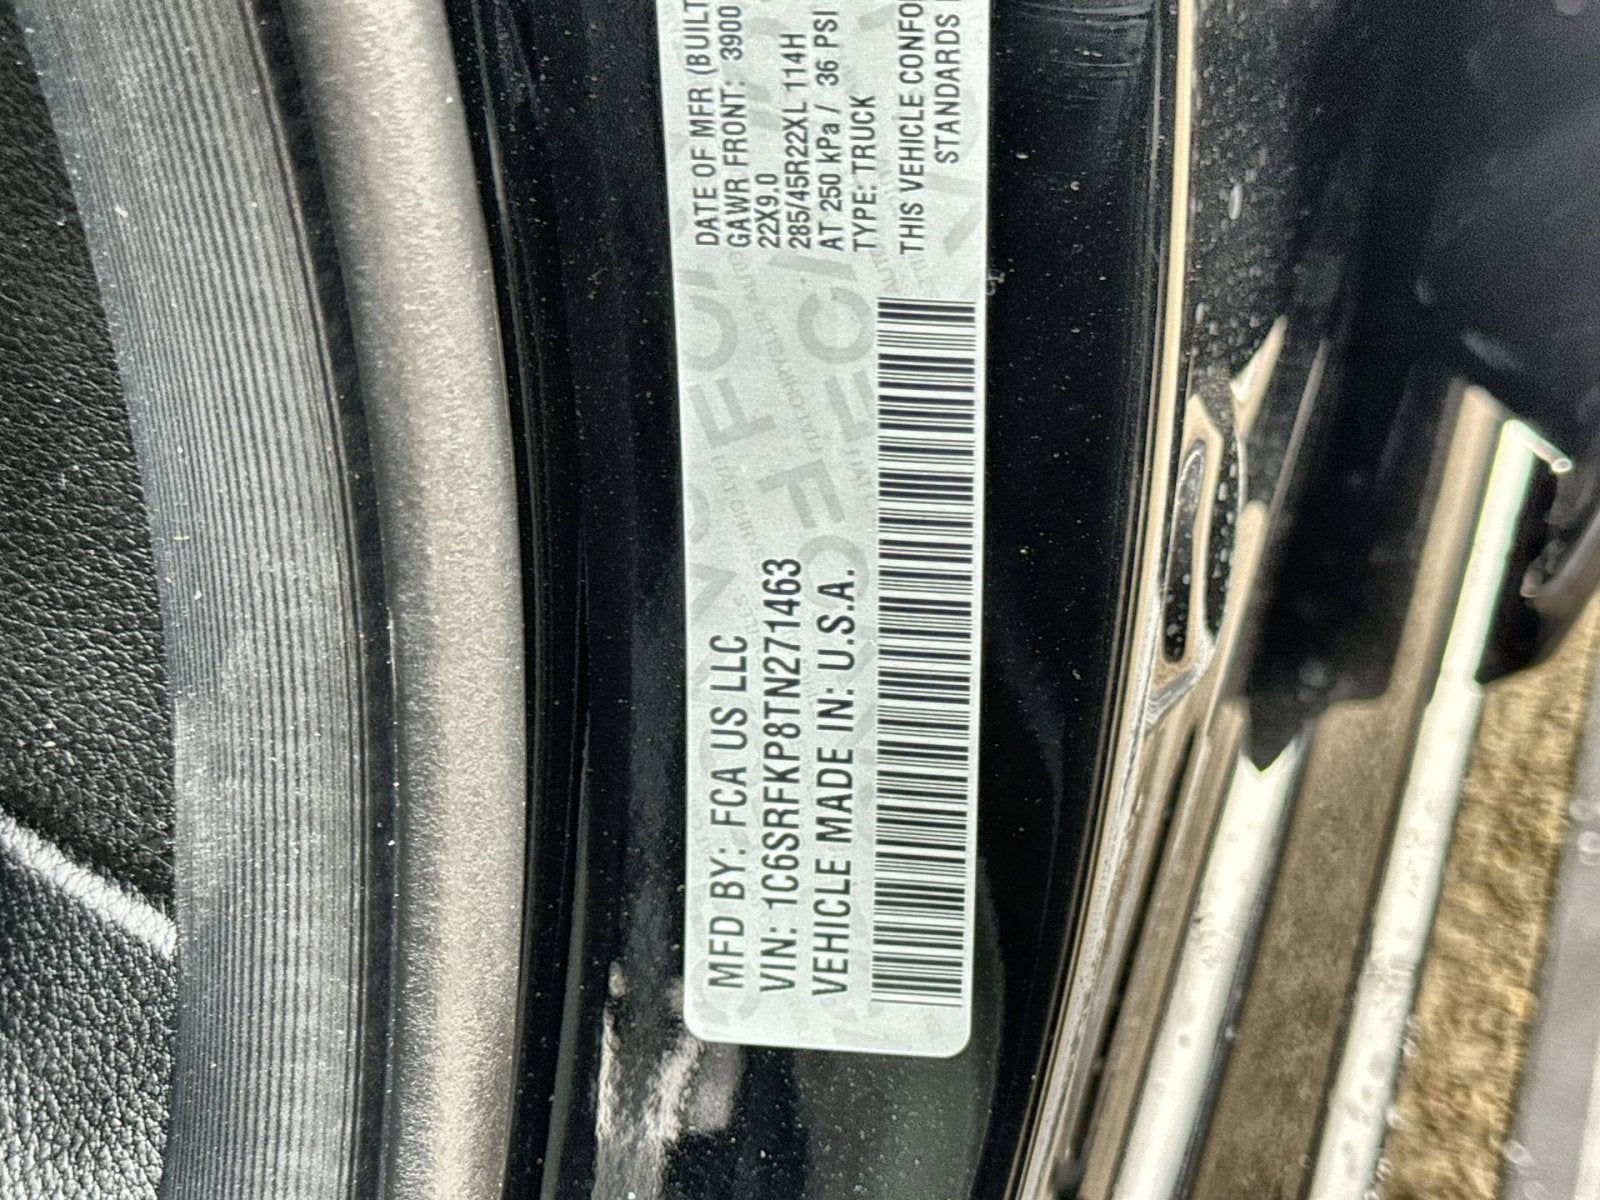 MFD BY: FCA US LLC
VIN: 1C6SRFKP8TN271463
VEHICLE MADE IN: U.S.A.
DATE OF MFR (BUILT
GAWR FRONT: 3900
22X9.0
285/45R22XL 114H
AT 250 kPa / 36 PSI
TYPE: TRUCK
THIS VEHICLE CONFO
STANDARDS